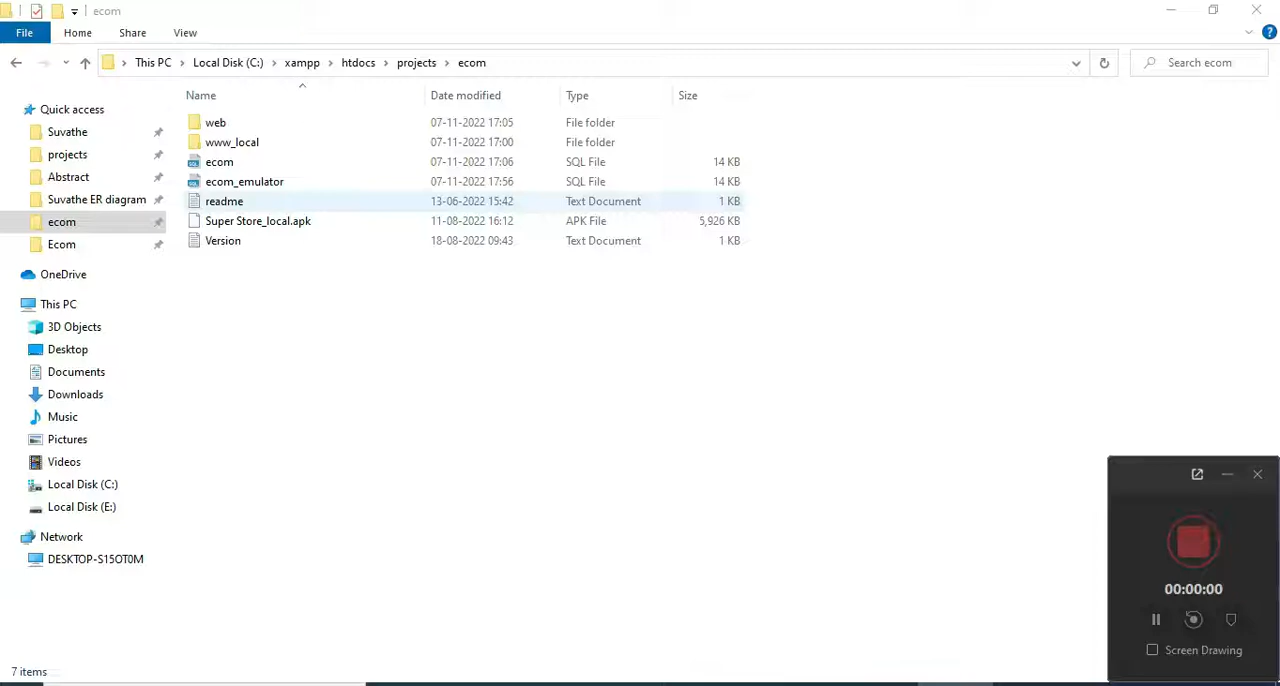 ecom
File Home Share View
This PC Local Disk (C:) xampp htdocs projects ecom Search ecom
Name Date modified Type Size
Quick access
Suvathe
projects
Abstract
Suvathe ER diagram
ecom
Ecom
OneDrive
This PC
3D Objects
Desktop
Documents
Downloads
Music
Pictures
Videos
Local Disk (C:)
Local Disk (E:)
Network
DESKTOP-S15OT0M
web 07-11-2022 17:05 File folder
www_local 07-11-2022 17:00 File folder
ecom 07-11-2022 17:06 SQL File 14 KB
ecom_emulator 07-11-2022 17:56 SQL File 14 KB
readme 13-06-2022 15:42 Text Document 1 KB
Super Store_local.apk 11-08-2022 16:12 APK File 5,926 KB
Version 18-08-2022 09:43 Text Document 1 KB
00:00:00
Screen Drawing
7 items